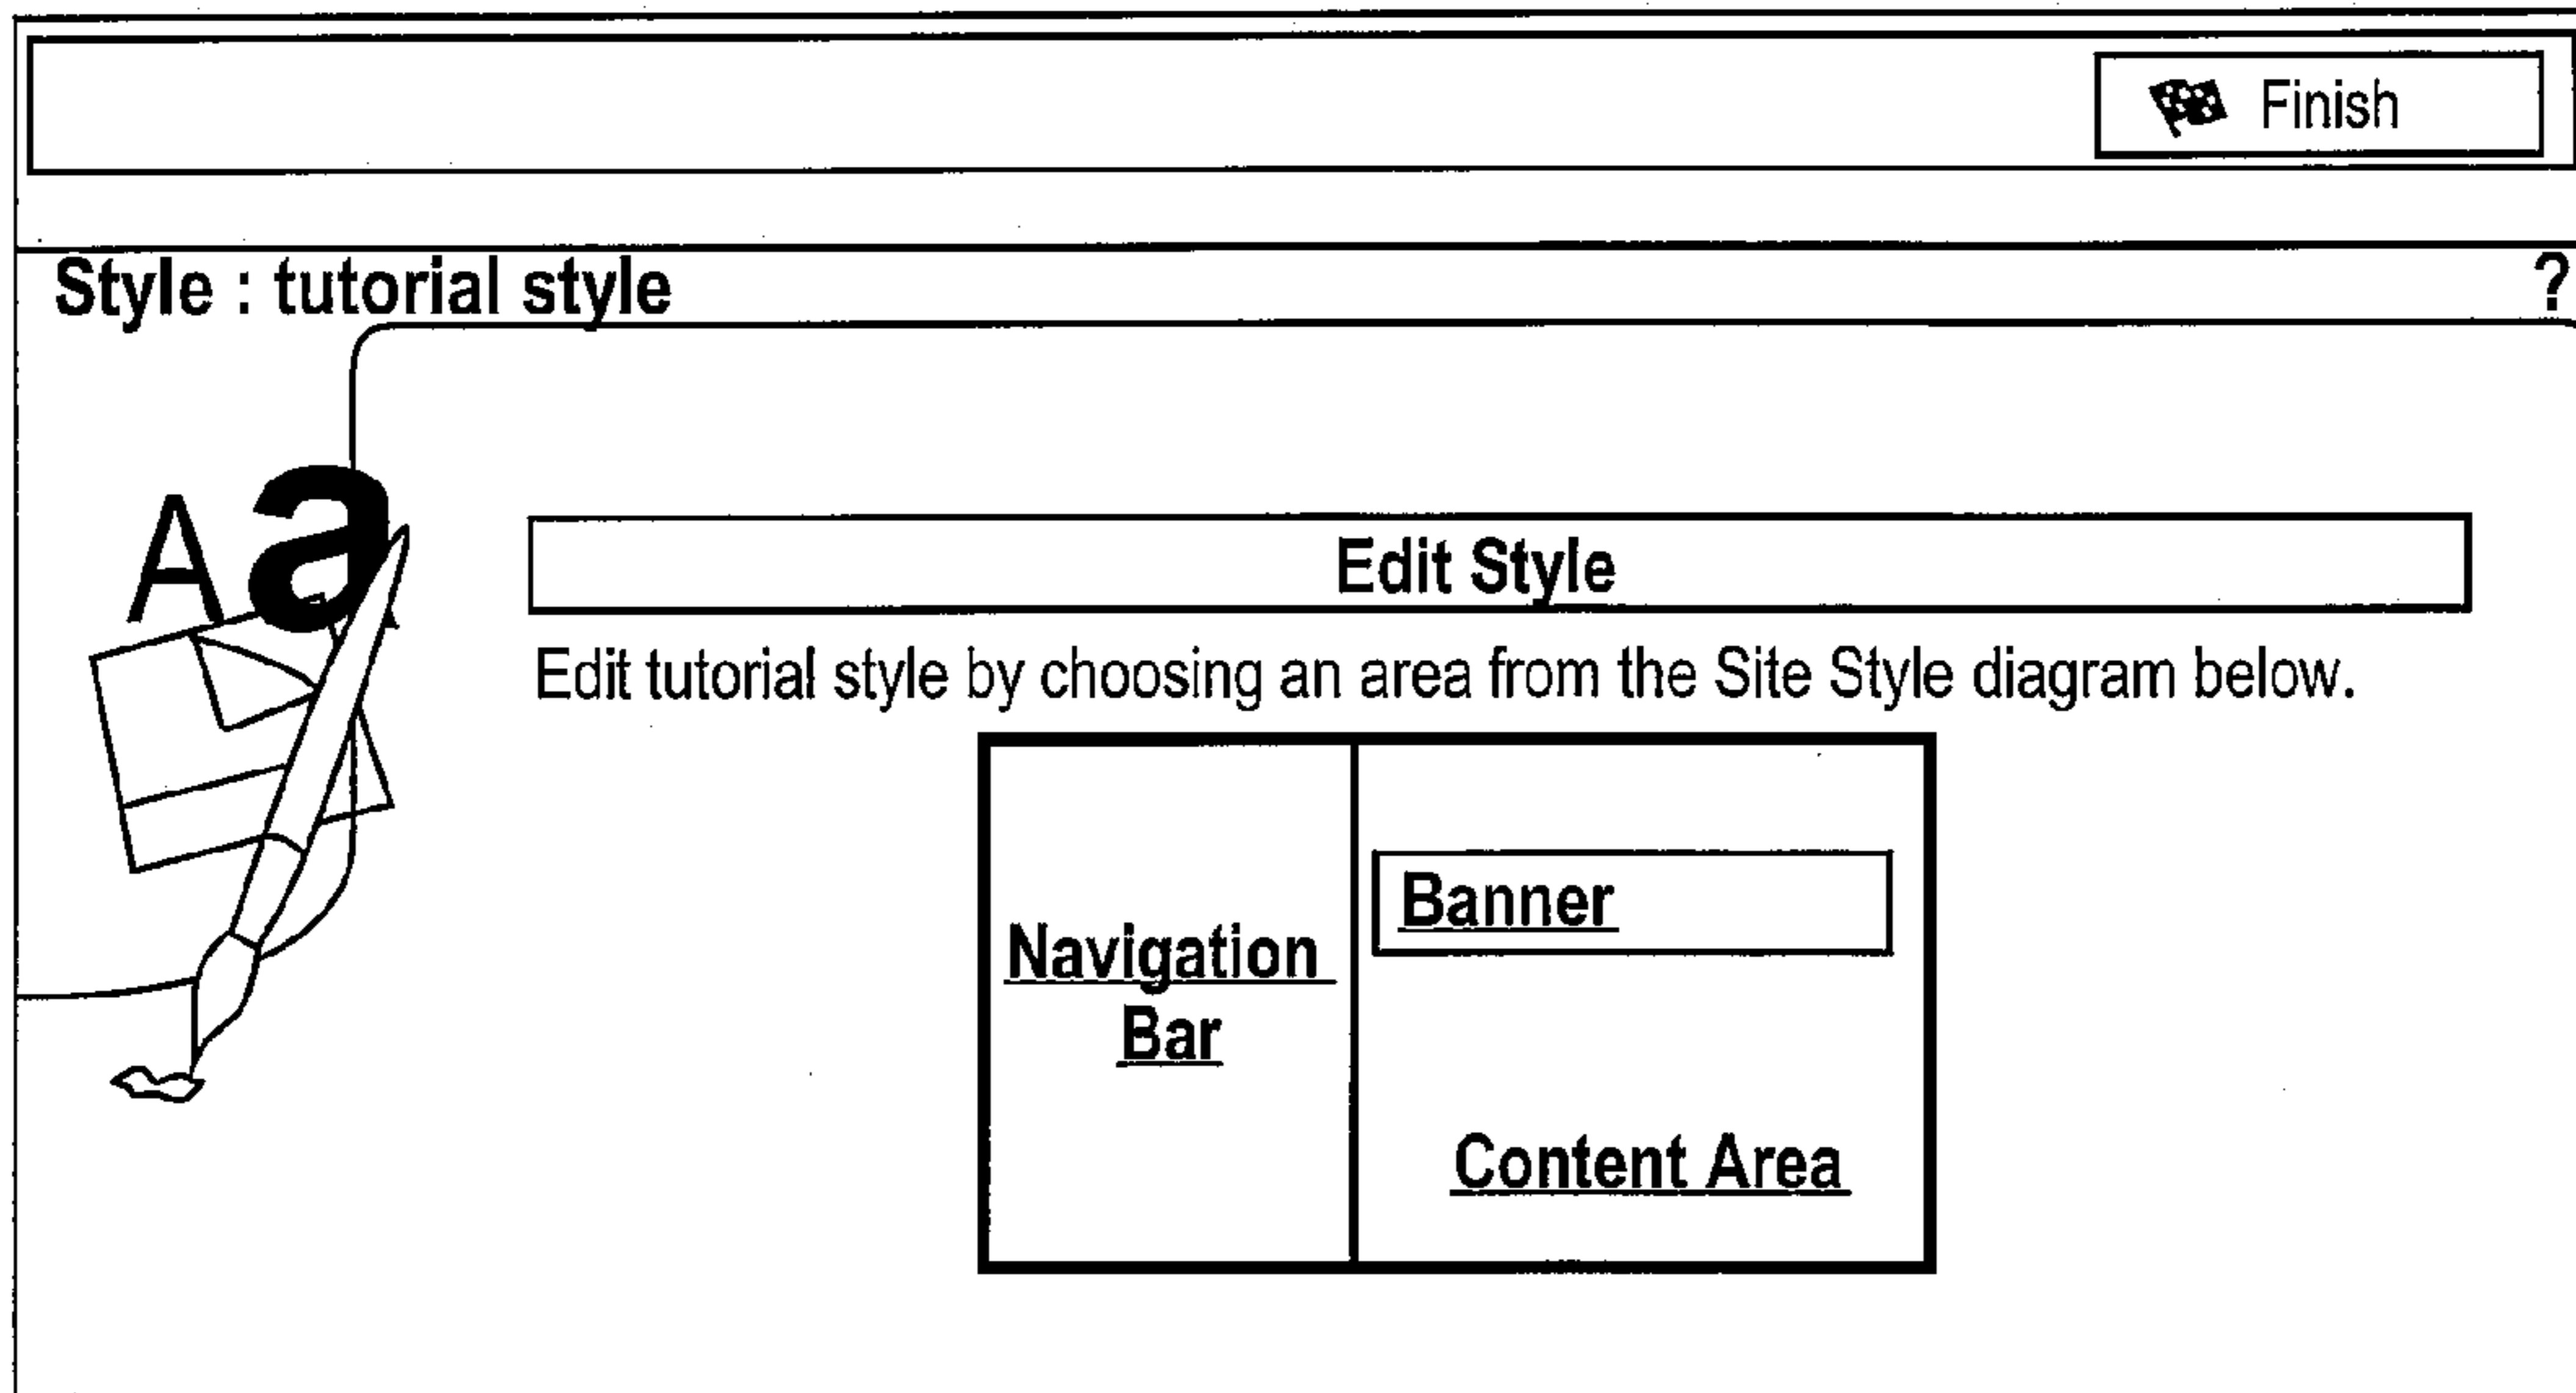 Finish
Style : tutorial style
?
A a
Edit Style
Edit tutorial style by choosing an area from the Site Style diagram below.
Banner
Navigation
Bar
Content Area